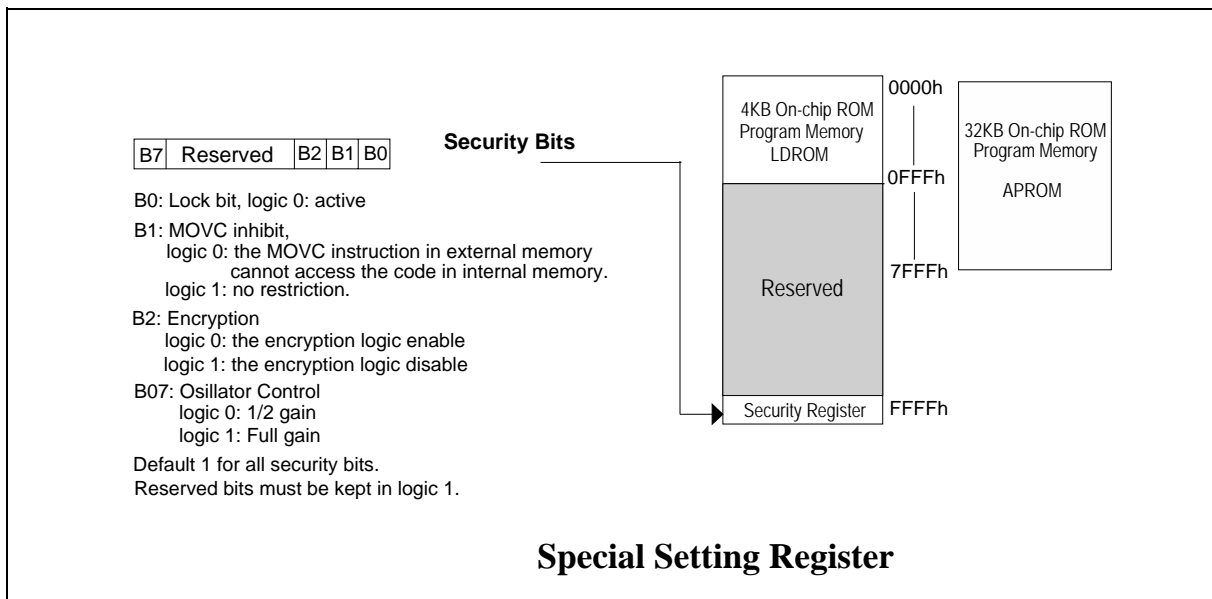 B7 Reserved B2 B1 B0
Security Bits
B0: Lock bit, logic 0: active
B1: MOVC inhibit,
logic 0: the MOVC instruction in external memory
cannot access the code in internal memory.
logic 1: no restriction.
B2: Encryption
logic 0: the encryption logic enable
logic 1: the encryption logic disable
B07: Osillator Control
logic 0: 1/2 gain
logic 1: Full gain
Default 1 for all security bits.
Reserved bits must be kept in logic 1.
4KB On-chip ROM
Program Memory
LDROM
Reserved
Security Register
0000h
0FFFh
7FFFh
FFFFh
32KB On-chip ROM
Program Memory
APROM
Special Setting Register